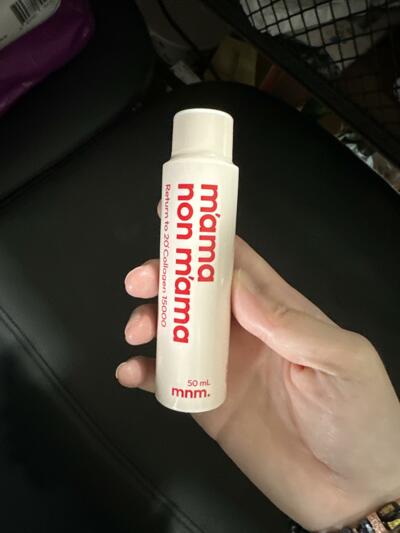 m'ama
non m'ama
Return to 20' Collagen 15000
50 mL
mnm.